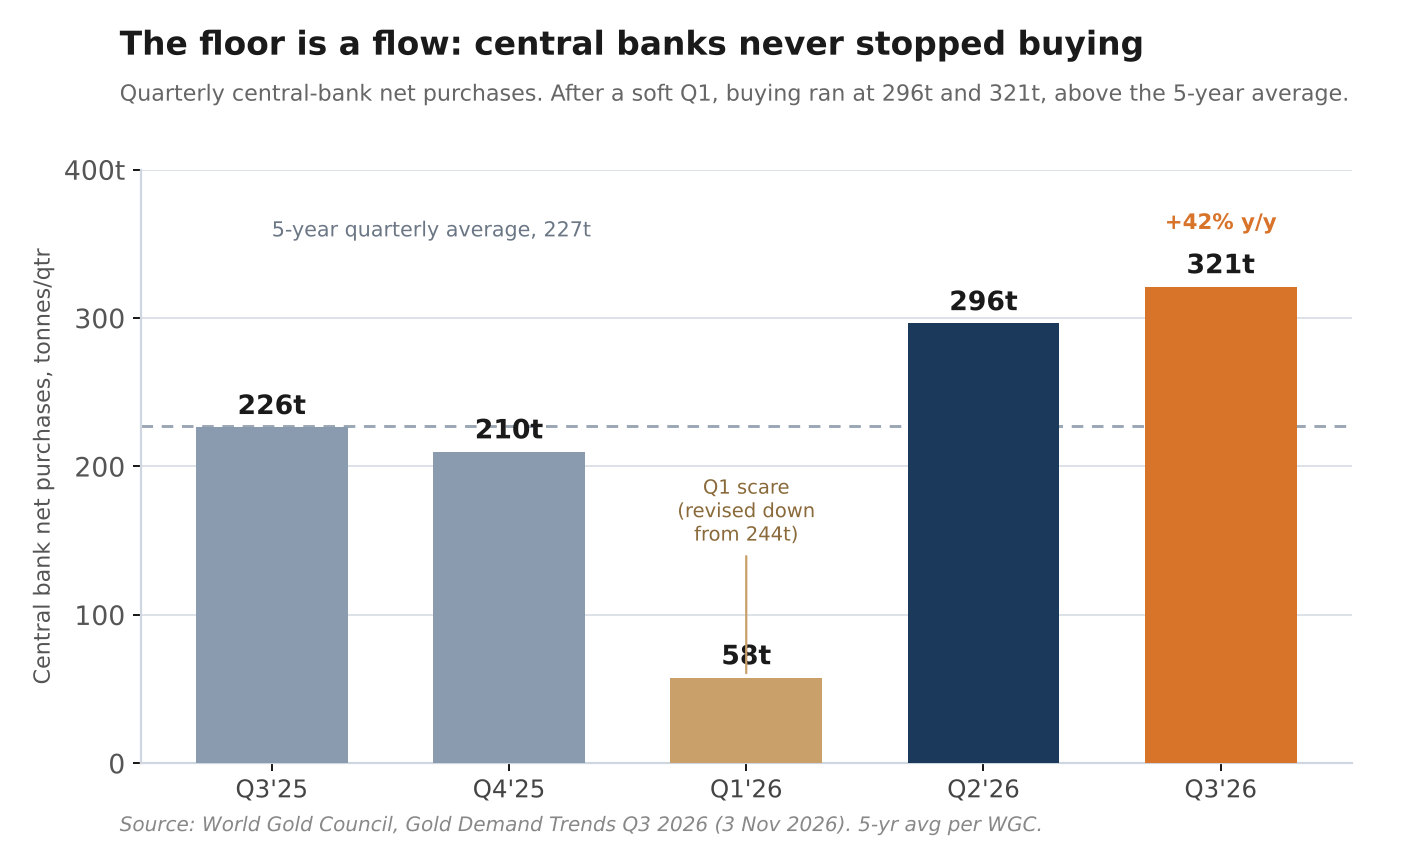 The floor is a flow: central banks never stopped buying
Quarterly central-bank net purchases. After a soft Q1, buying ran at 296t and 321t, above the 5-year average.
Central bank net purchases, tonnes/qtr
400t
300
200
100
0
5-year quarterly average, 227t
226t
210t
Q1 scare
(revised down
from 244t)
58t
296t
+42% y/y
321t
Q3'25
Q4'25
Q1'26
Q2'26
Q3'26
Source: World Gold Council, Gold Demand Trends Q3 2026 (3 Nov 2026). 5-yr avg per WGC.